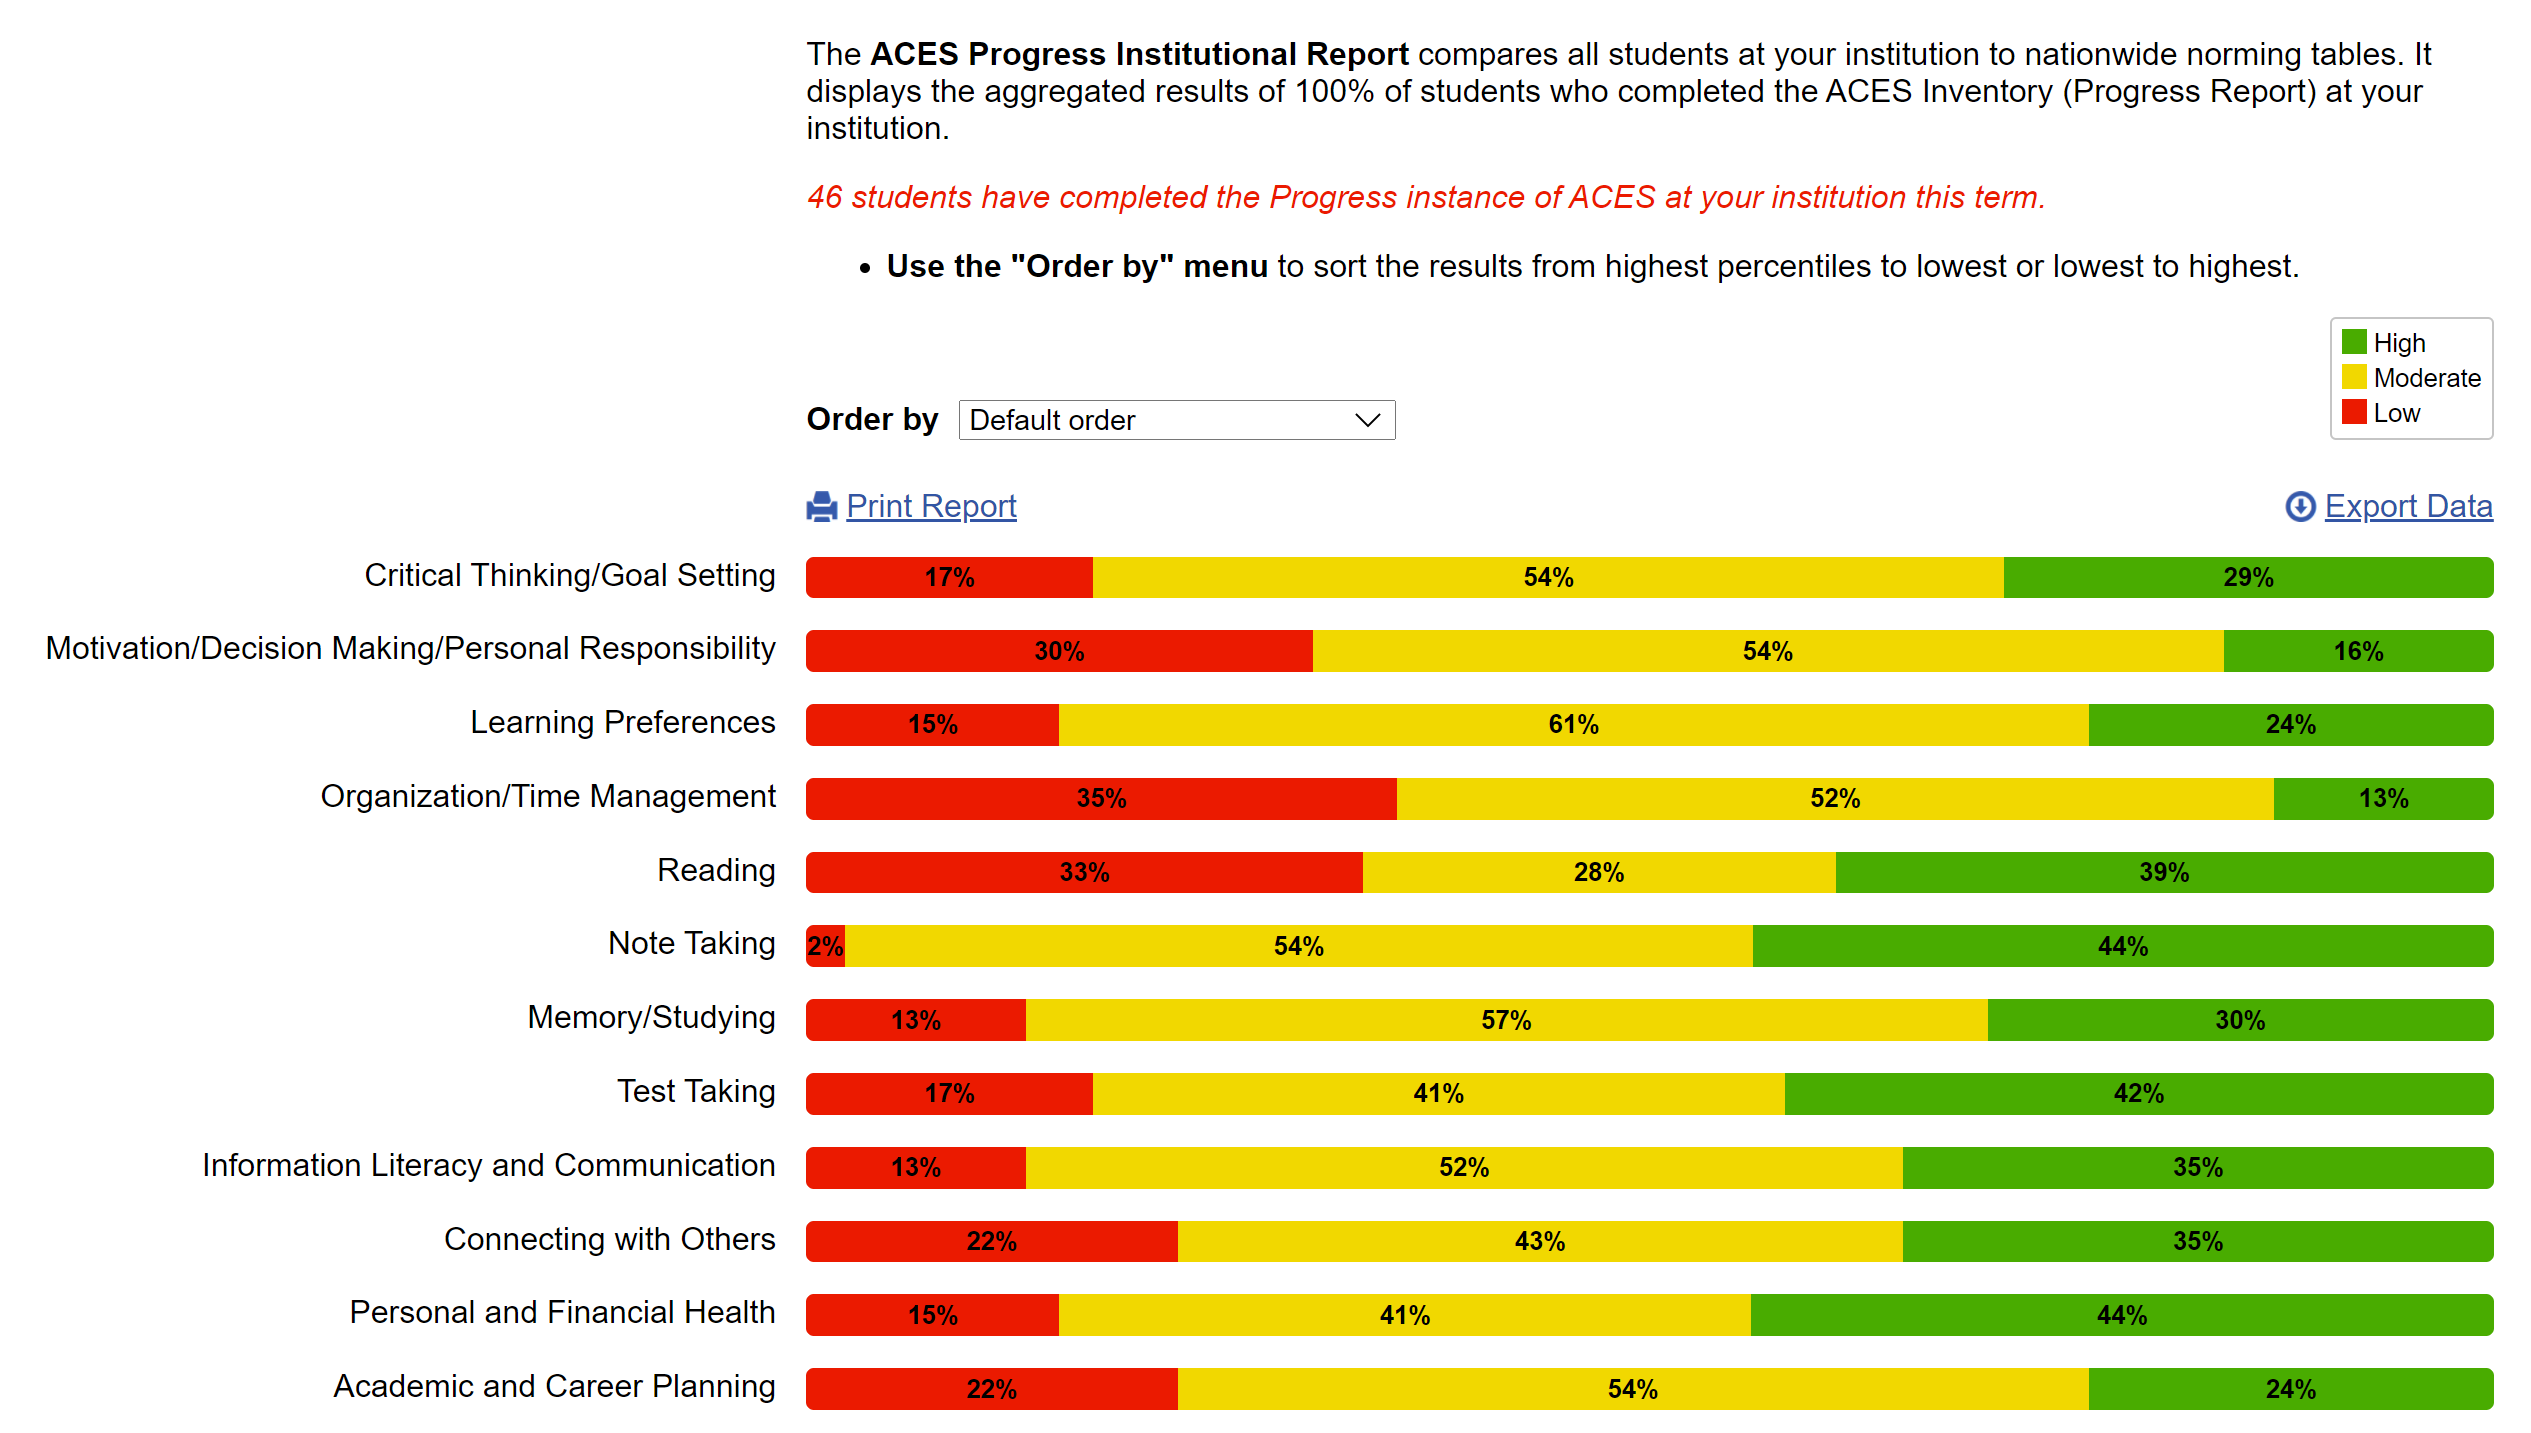 The ACES Progress Institutional Report compares all students at your institution to nationwide norming tables. It
displays the aggregated results of 100% of students who completed the ACES Inventory (Progress Report) at your
institution.
46 students have completed the Progress instance of ACES at your institution this term.
• Use the "Order by" menu to sort the results from highest percentiles to lowest or lowest to highest.
High
Moderate
Low
Order by Default order
Print Report Export Data
Critical Thinking/Goal Setting 17% 54% 29%
Motivation/Decision Making/Personal Responsibility 30% 54% 16%
Learning Preferences 15% 61% 24%
Organization/Time Management 35% 52% 13%
Reading 33% 28% 39%
Note Taking 2% 54% 44%
Memory/Studying 13% 57% 30%
Test Taking 17% 41% 42%
Information Literacy and Communication 13% 52% 35%
Connecting with Others 22% 43% 35%
Personal and Financial Health 15% 41% 44%
Academic and Career Planning 22% 54% 24%